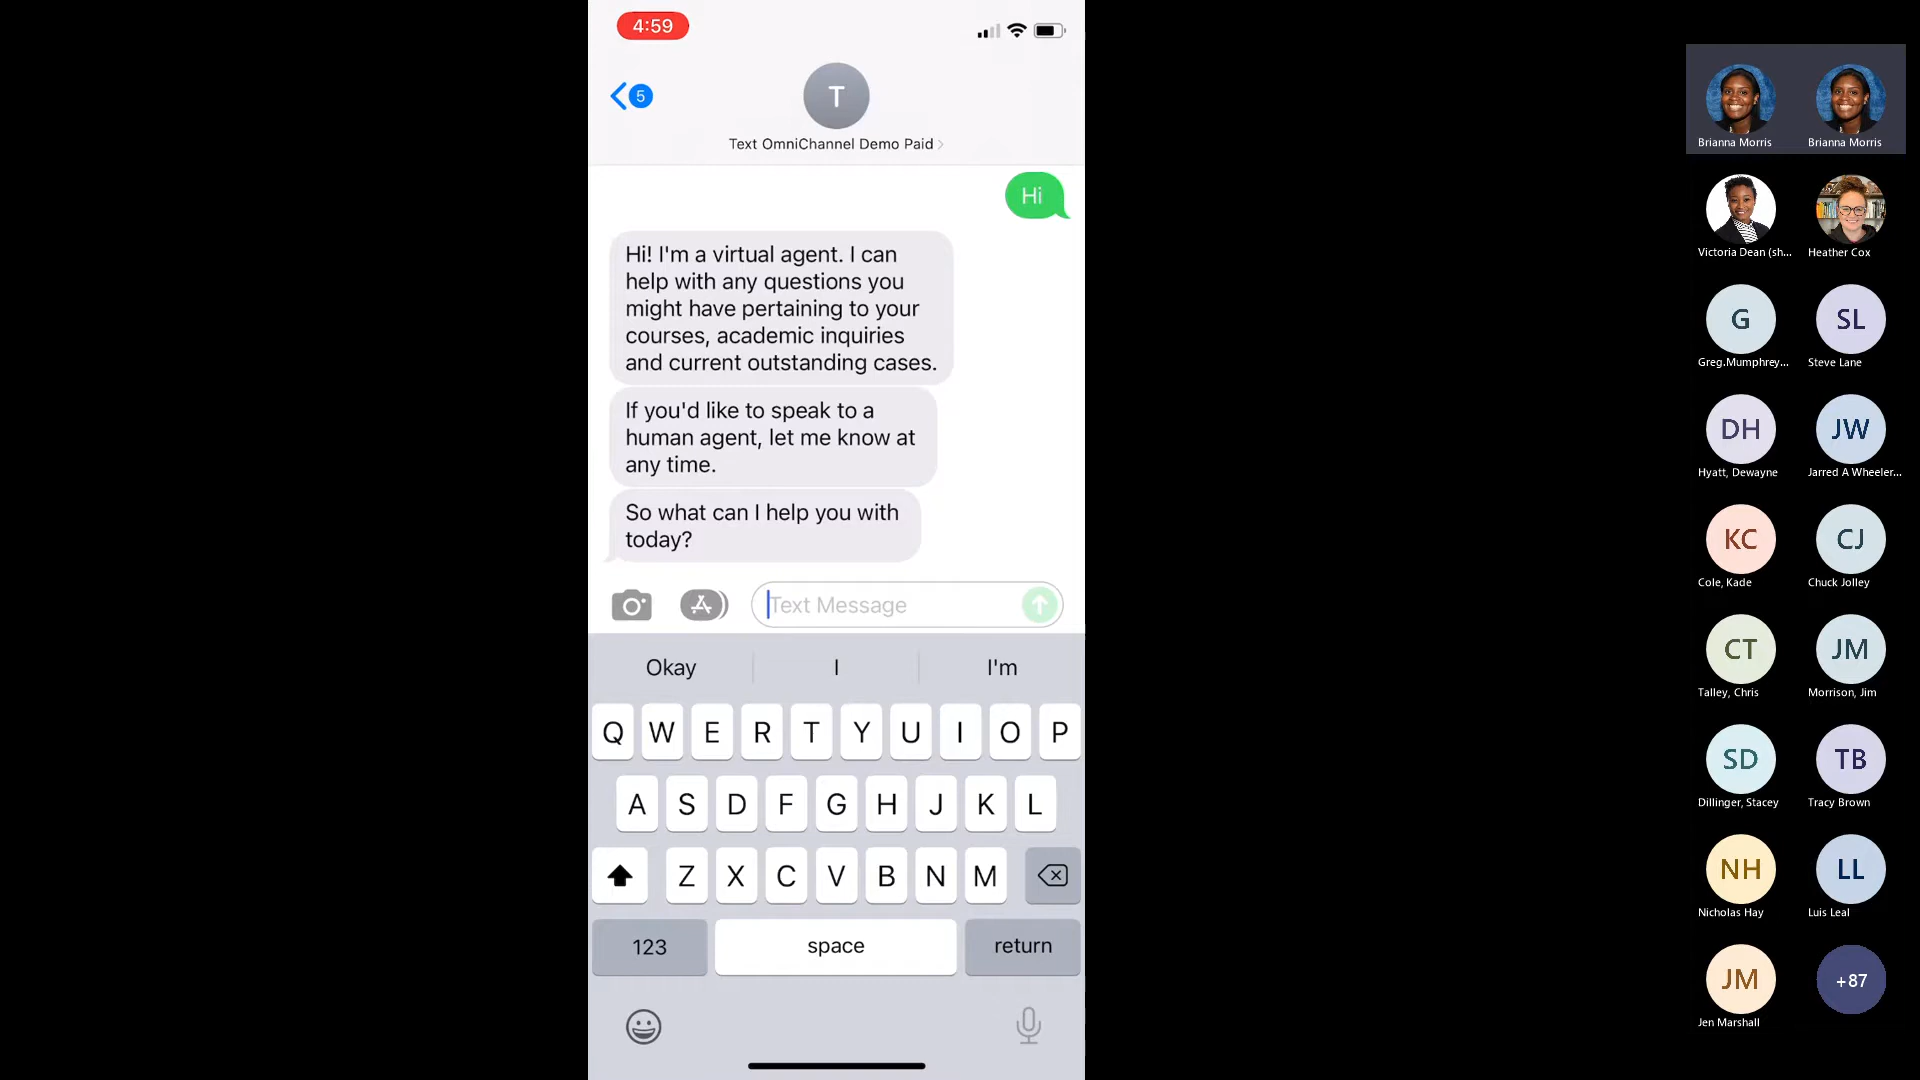 4:59
5
T
Text OmniChannel Demo Paid
Hi
Hi! I'm a virtual agent. I can
help with any questions you
might have pertaining to your
courses, academic inquiries
and current outstanding cases.
If you'd like to speak to a
human agent, let me know at
any time.
So what can I help you with
today?
Text Message
Okay I I'm
Q W E R T Y U I O P
A S D F G H J K L
Z X C V B N M
123 space return
Brianna Morris Brianna Morris
Victoria Dean (sh... Heather Cox
G SL
Greg.Mumphrey... Steve Lane
DH JW
Hyatt, Dewayne Jarred A Wheeler...
KC CJ
Cole, Kade Chuck Jolley
CT JM
Talley, Chris Morrison, Jim
SD TB
Dillinger, Stacey Tracy Brown
NH LL
Nicholas Hay Luis Leal
JM +87
Jen Marshall